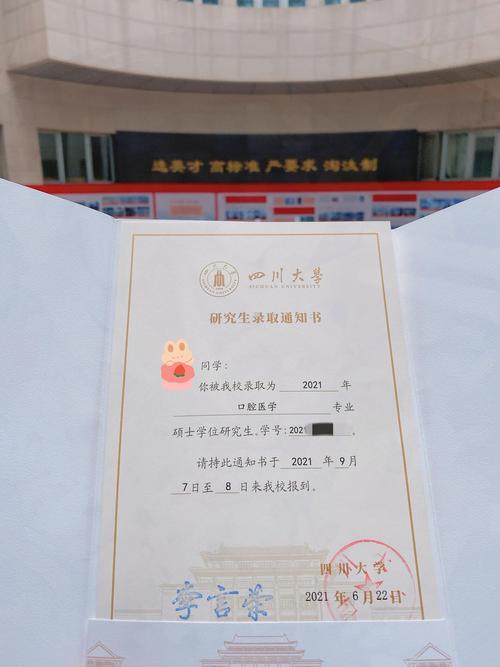 选英才 高标准 严要求 淘汰制
四川大学
SICHUAN UNIVERSITY
研究生录取通知书
同学：
你被我校录取为 2021 年
口腔医学 专业
硕士学位研究生。学号：2021
请持此通知书于 2021 年 9 月
7 日至 8 日来我校报到。
四川大学
2021 年 6 月 22 日
李言荣